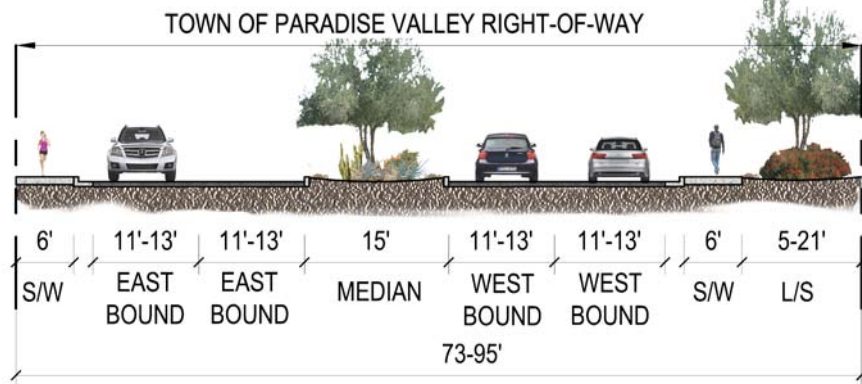 TOWN OF PARADISE VALLEY RIGHT-OF-WAY
6' 11'-13' 11'-13' 15' 11'-13' 11'-13' 6' 5-21'
S/W EAST BOUND EAST BOUND MEDIAN WEST BOUND WEST BOUND S/W L/S
73-95'